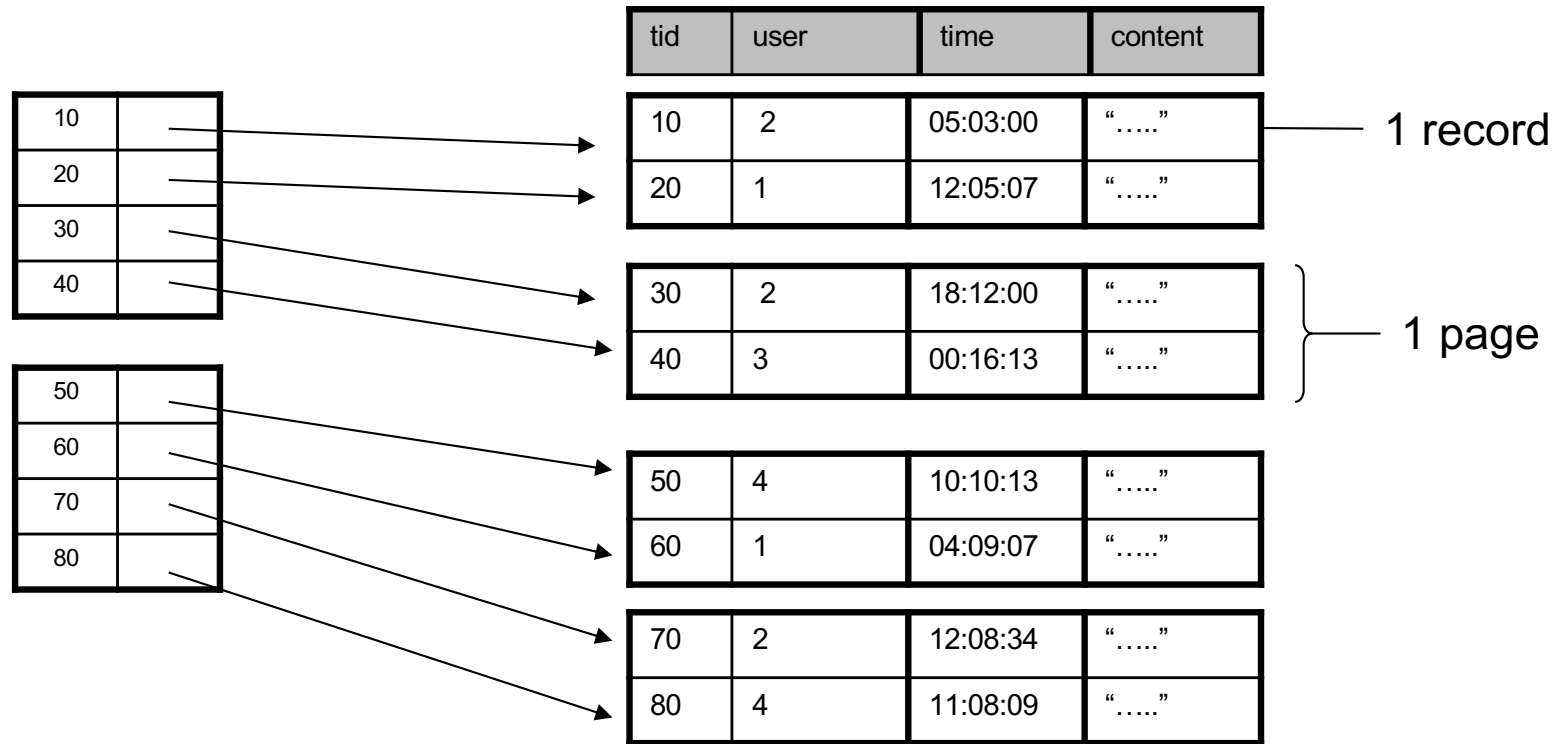 tid user time content
10
20
30
40
50
60
70
80
10 2 05:03:00 “…..”
20 1 12:05:07 “…..”
30 2 18:12:00 “…..”
40 3 00:16:13 “…..”
50 4 10:10:13 “…..”
60 1 04:09:07 “…..”
70 2 12:08:34 “…..”
80 4 11:08:09 “…..”
1 record
1 page